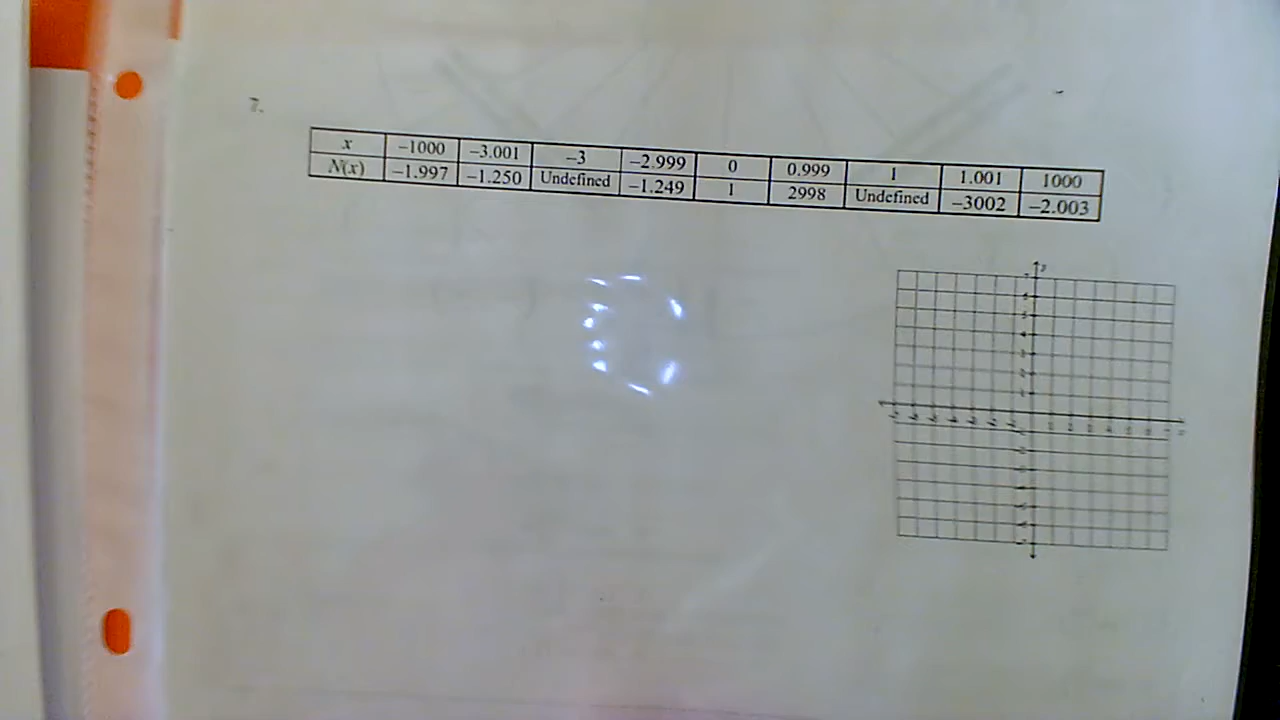 7.
x −1000 −3.001 −3 −2.999 0 0.999 1 1.001 1000
N(x) −1.997 −1.250 Undefined −1.249 1 2998 Undefined −3002 −2.003
y